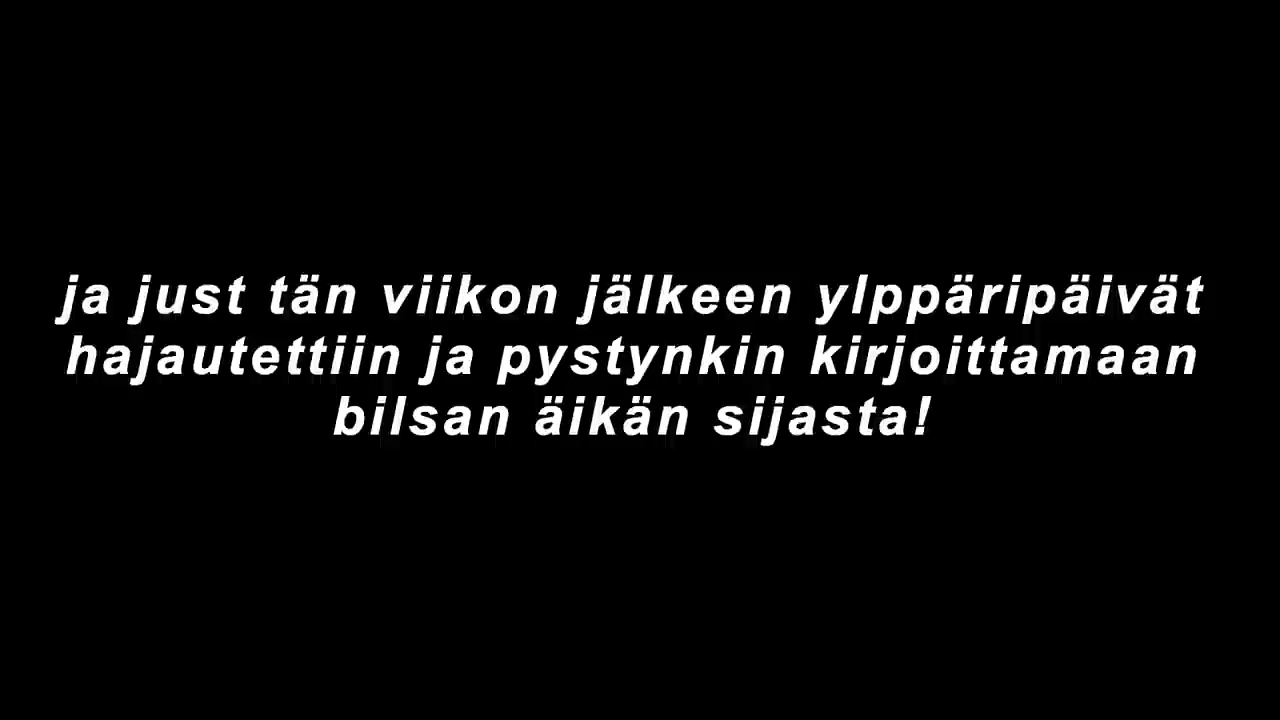 ja just tän viikon jälkeen ylppäripäivät
hajautettiin ja pystynkin kirjoittamaan
bilsan äikän sijasta!